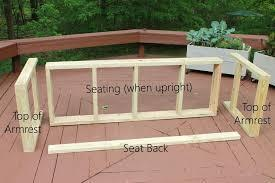 Seating (when upright)
Top of
Armrest
Top of
Armrest
Seat Back